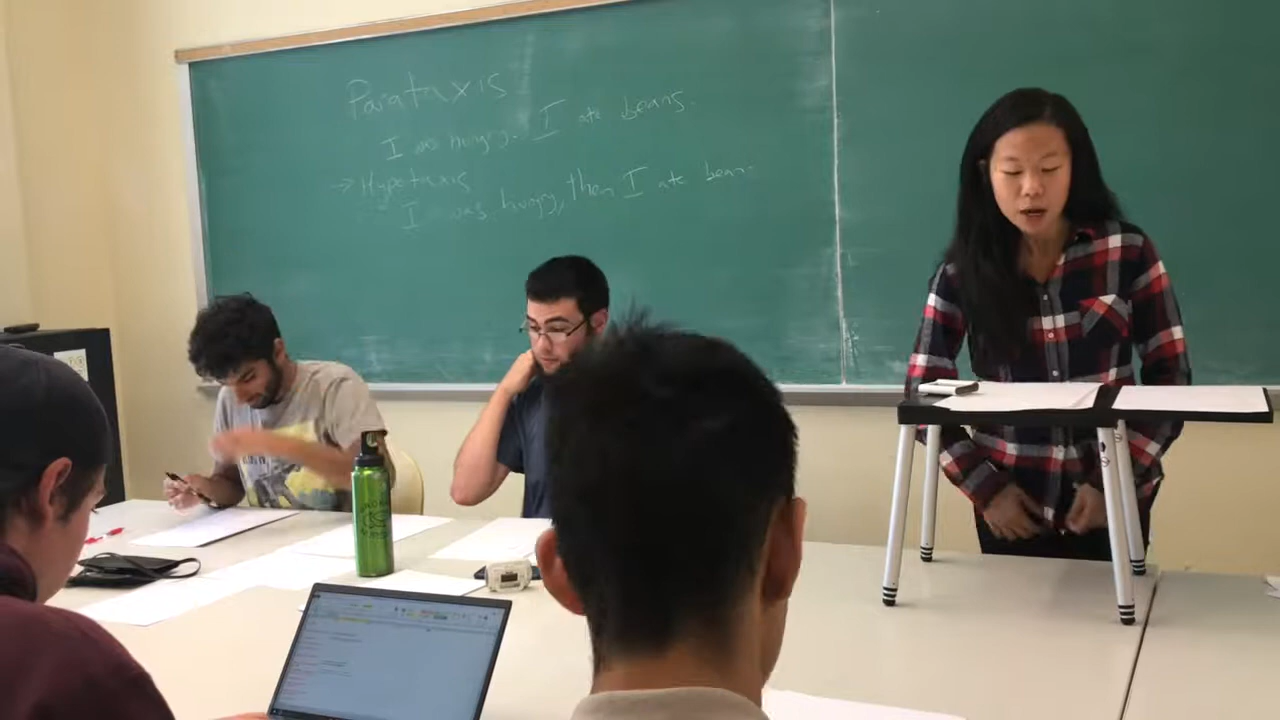 Parataxis
I was hungry. I ate beans.
→ Hypotaxis
I was hungry, then I ate bean